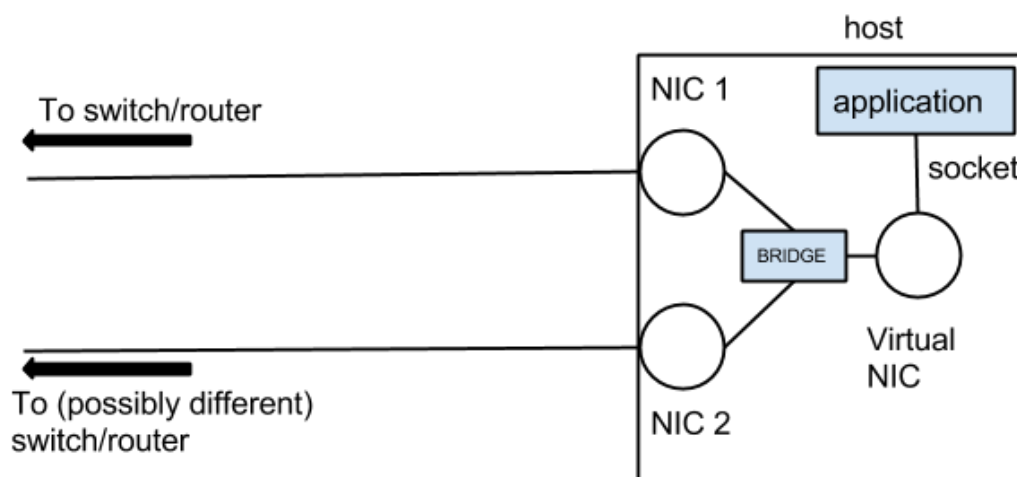 host
NIC 1
application
To switch/router
socket
BRIDGE
Virtual
NIC
To (possibly different)
switch/router
NIC 2